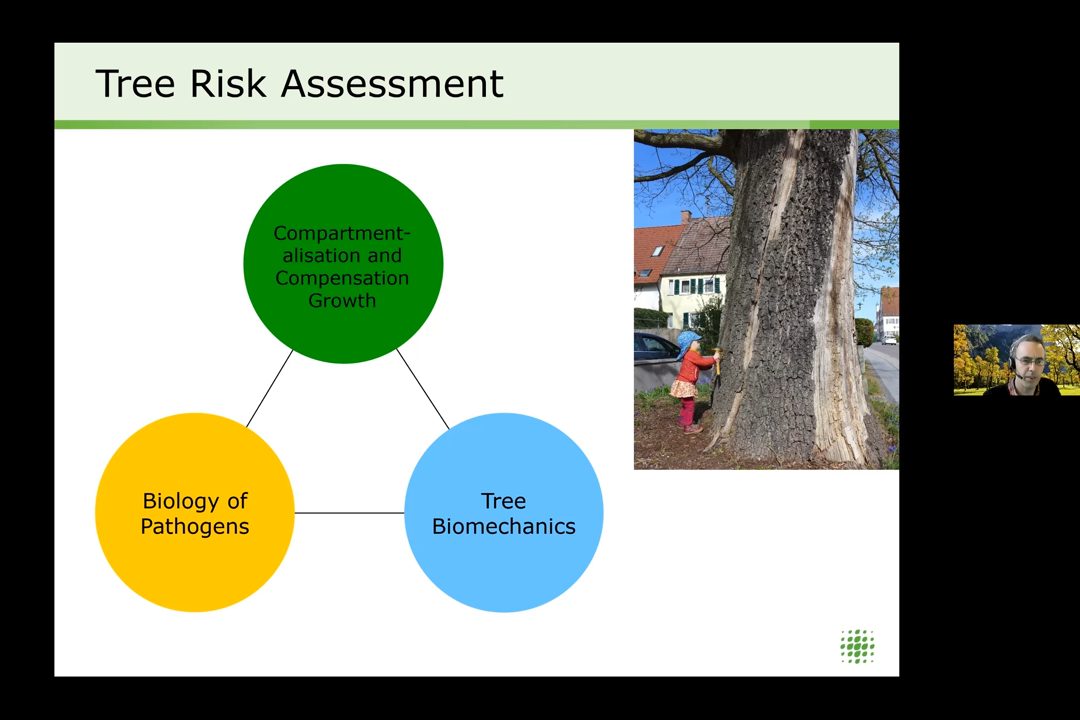 Tree Risk Assessment
Compartment-
alisation and
Compensation
Growth
Biology of
Pathogens
Tree
Biomechanics